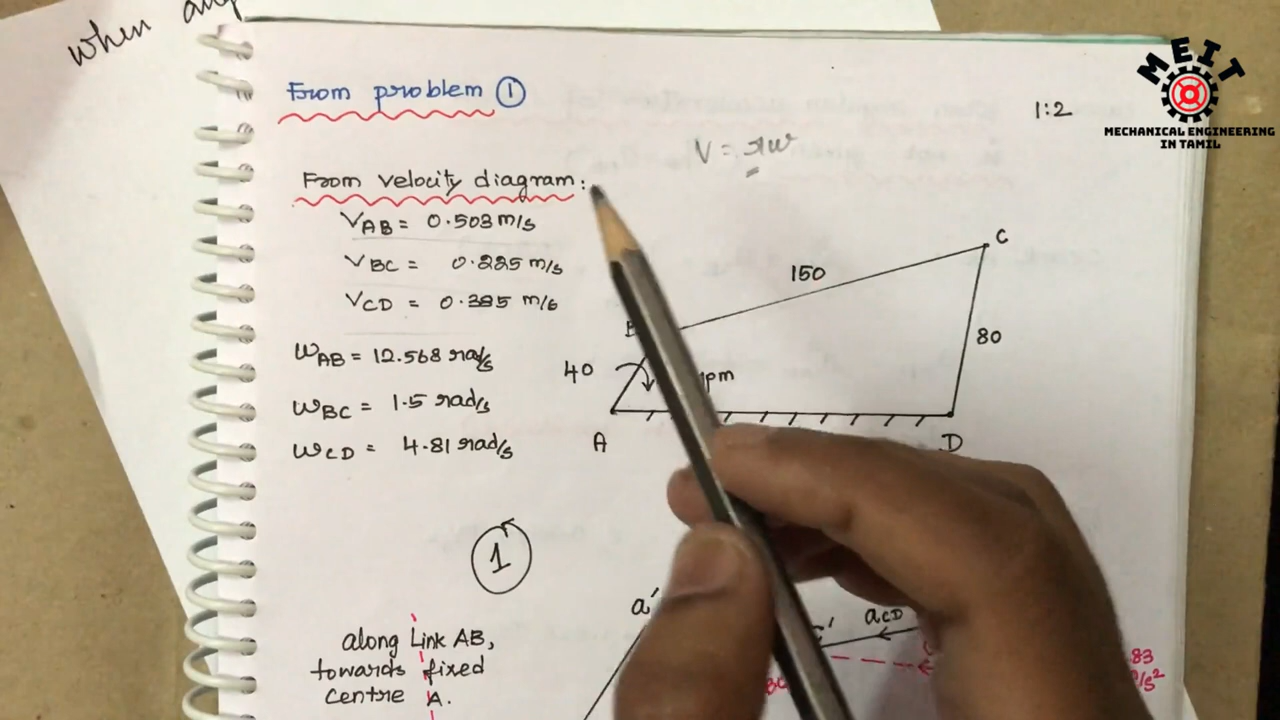 when
From problem ①
1:2
MEIT
MECHANICAL ENGINEERING
IN TAMIL
V = rw
From velocity diagram:
VAB = 0.503 m/s
VBC = 0.225 m/s
VCD = 0.385 m/s
ωAB = 12.568 rad/s
ωBC = 1.5 rad/s
ωCD = 4.81 rad/s
C
150
B
80
40
rpm
A
D
1
a'
aCD
along Link AB,
towards fixed
centre A.